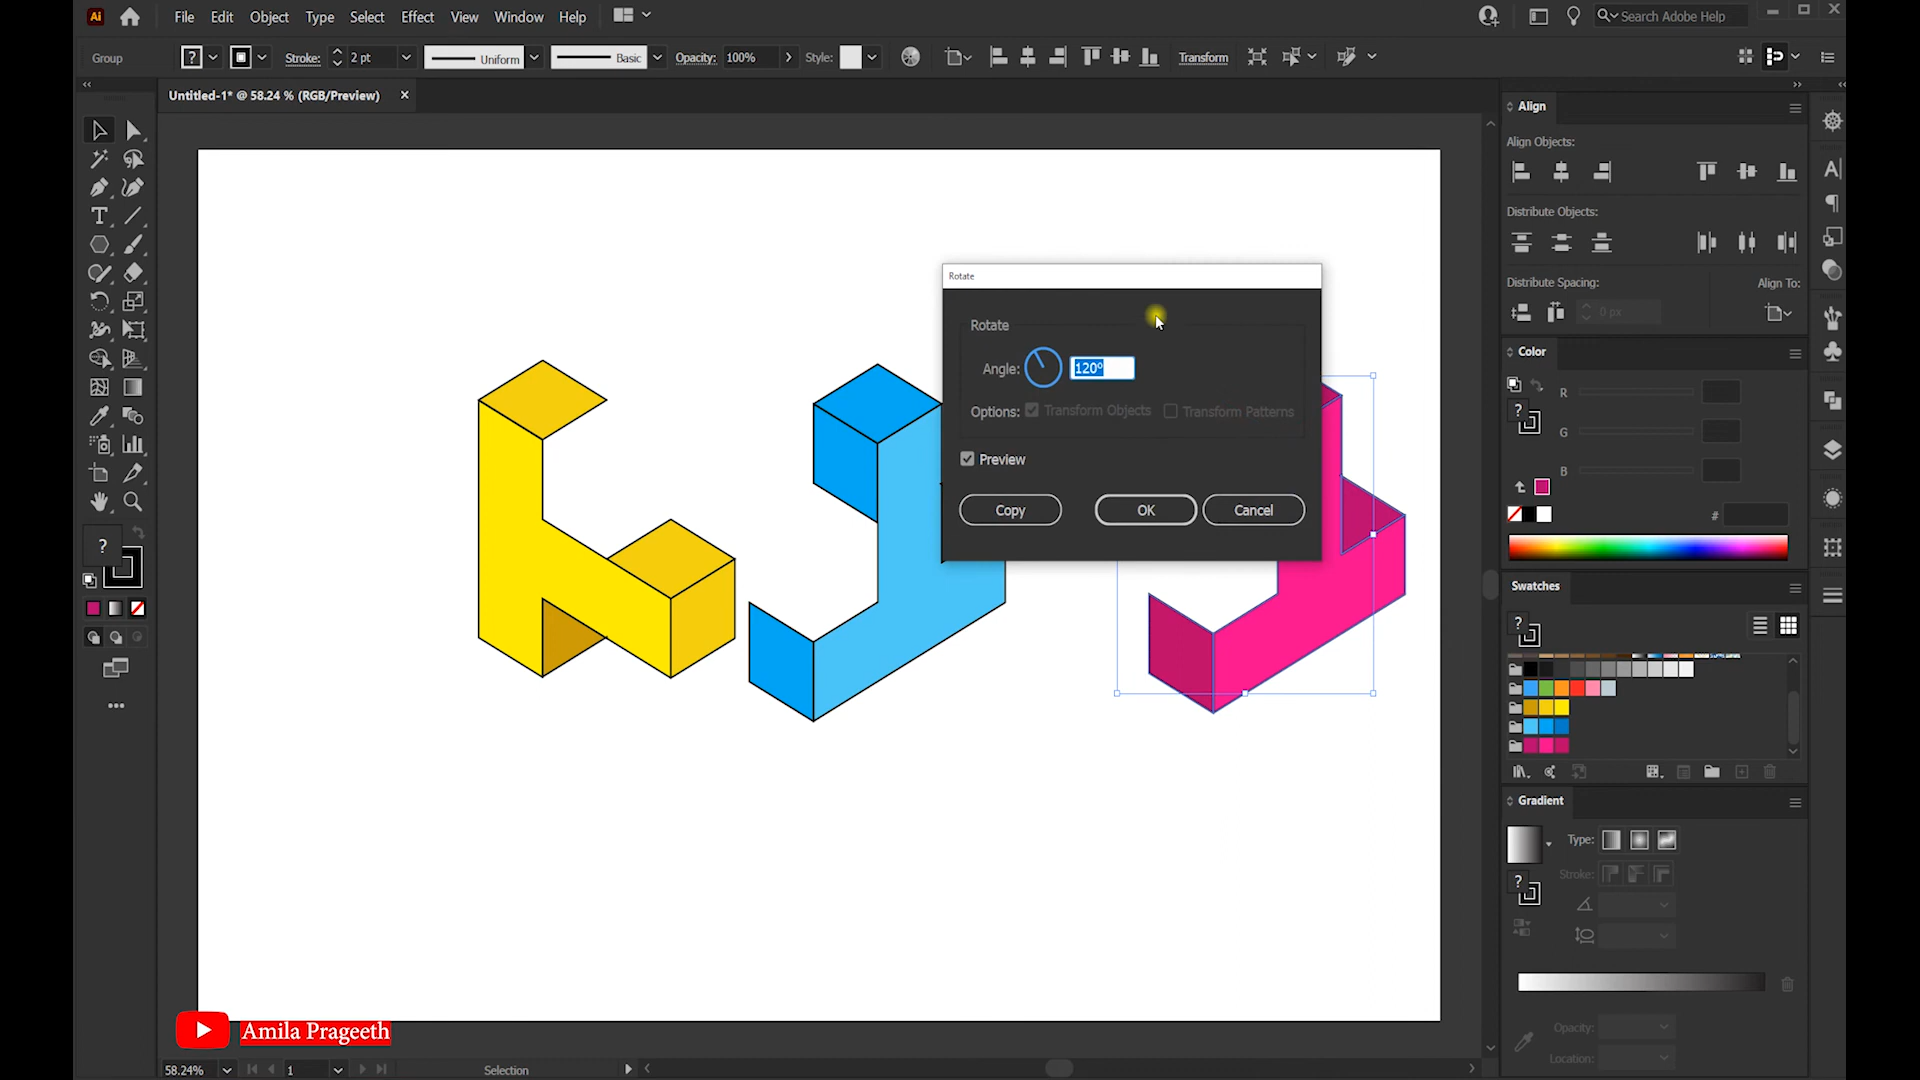 Ai File Edit Object Type Select Effect View Window Help Search Adobe Help
Group ? Stroke: 2 pt Uniform Basic Opacity: 100% Style: Transform
Untitled-1* @ 58.24 % (RGB/Preview) ×
Align
Align Objects:
Distribute Objects:
Distribute Spacing: Align To:
0 px
Rotate
Rotate
Angle: 120°
Options: Transform Objects Transform Patterns
Preview
Copy OK Cancel
Color
?
R
G
B
#
Swatches
?
Gradient
Type:
Stroke:
?
Opacity:
Location:
?
Amila Prageeth
58.24% 1 Selection